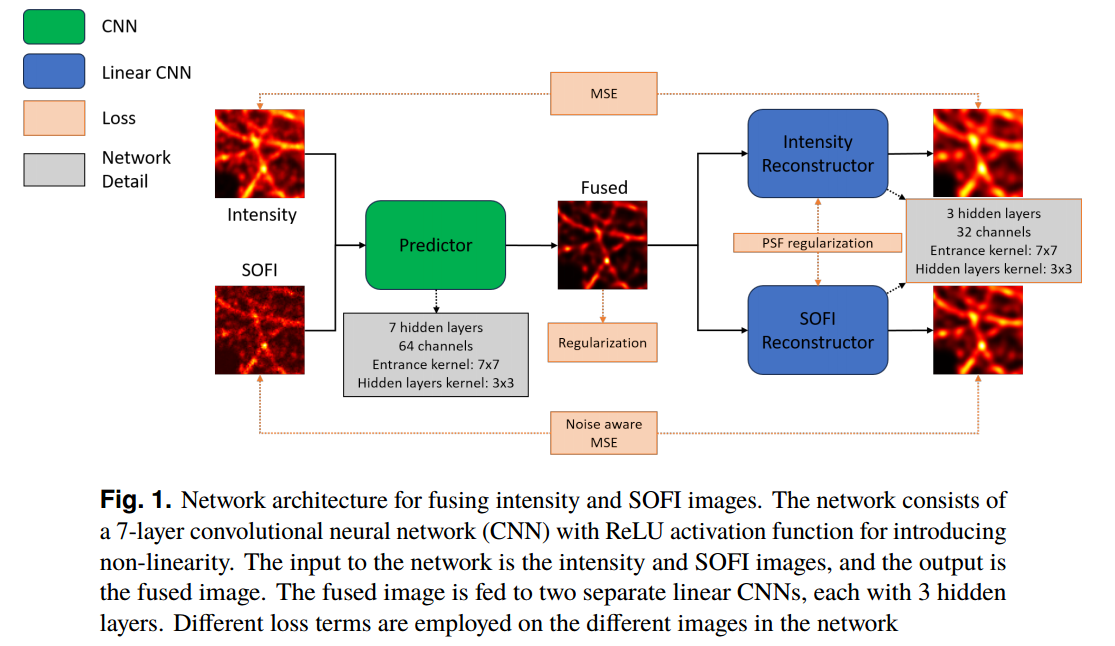 CNN
Linear CNN
Loss
Network
Detail
MSE
Intensity
SOFI
Predictor
7 hidden layers
64 channels
Entrance kernel: 7x7
Hidden layers kernel: 3x3
Fused
Regularization
Intensity
Reconstructor
PSF regularization
SOFI
Reconstructor
3 hidden layers
32 channels
Entrance kernel: 7x7
Hidden layers kernel: 3x3
Noise aware
MSE
Fig. 1. Network architecture for fusing intensity and SOFI images. The network consists of
a 7-layer convolutional neural network (CNN) with ReLU activation function for introducing
non-linearity. The input to the network is the intensity and SOFI images, and the output is
the fused image. The fused image is fed to two separate linear CNNs, each with 3 hidden
layers. Different loss terms are employed on the different images in the network